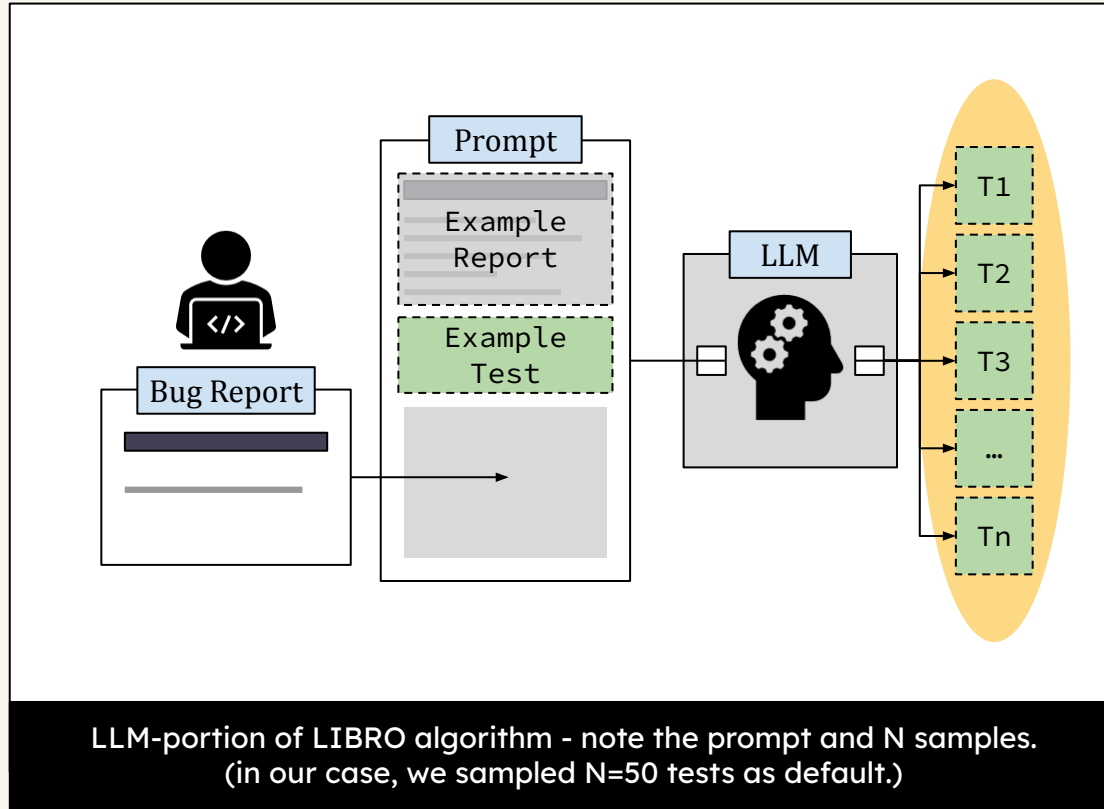 Prompt
Example
Report
Example
Test
</>
Bug Report
LLM
T1
T2
T3
…
Tn
LLM-portion of LIBRO algorithm - note the prompt and N samples.
(in our case, we sampled N=50 tests as default.)